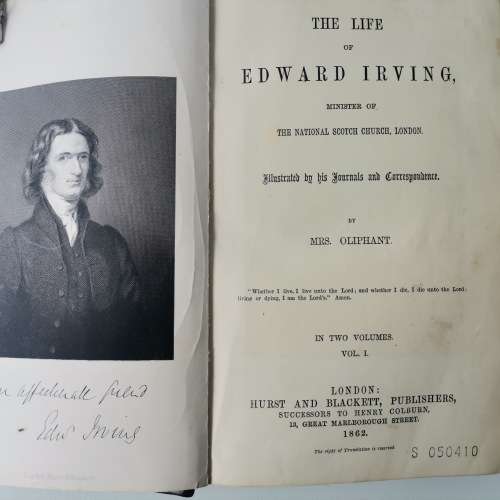 THE LIFE
OF
EDWARD IRVING,
MINISTER OF
THE NATIONAL SCOTCH CHURCH, LONDON.
Illustrated by his Journals and Correspondence.
BY
MRS. OLIPHANT.
"Whether I live, I live unto the Lord; and whether I die, I die unto the Lord:
living or dying, I am the Lord's." Amen.
IN TWO VOLUMES.
VOL. I.
LONDON:
HURST AND BLACKETT, PUBLISHERS,
SUCCESSORS TO HENRY COLBURN,
13, GREAT MARLBOROUGH STREET.
1862.
The right of Translation is reserved.
S 050410
affectionate friend
Edwd Irving